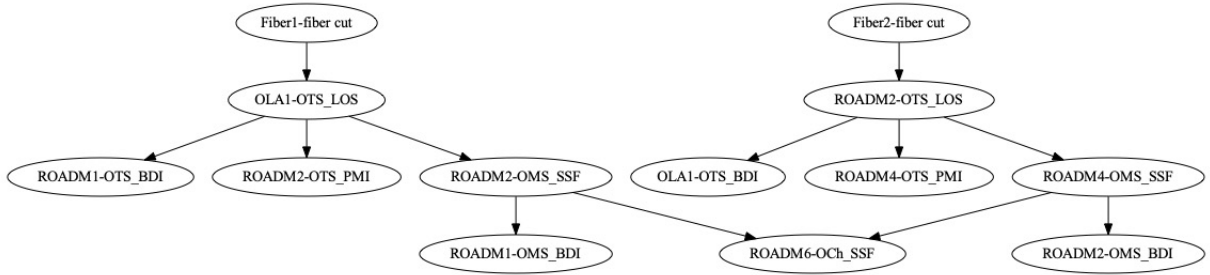 Fiber1-fiber cut
Fiber2-fiber cut
OLA1-OTS_LOS
ROADM2-OTS_LOS
ROADM1-OTS_BDI
ROADM2-OTS_PMI
ROADM2-OMS_SSF
OLA1-OTS_BDI
ROADM4-OTS_PMI
ROADM4-OMS_SSF
ROADM1-OMS_BDI
ROADM6-OCh_SSF
ROADM2-OMS_BDI